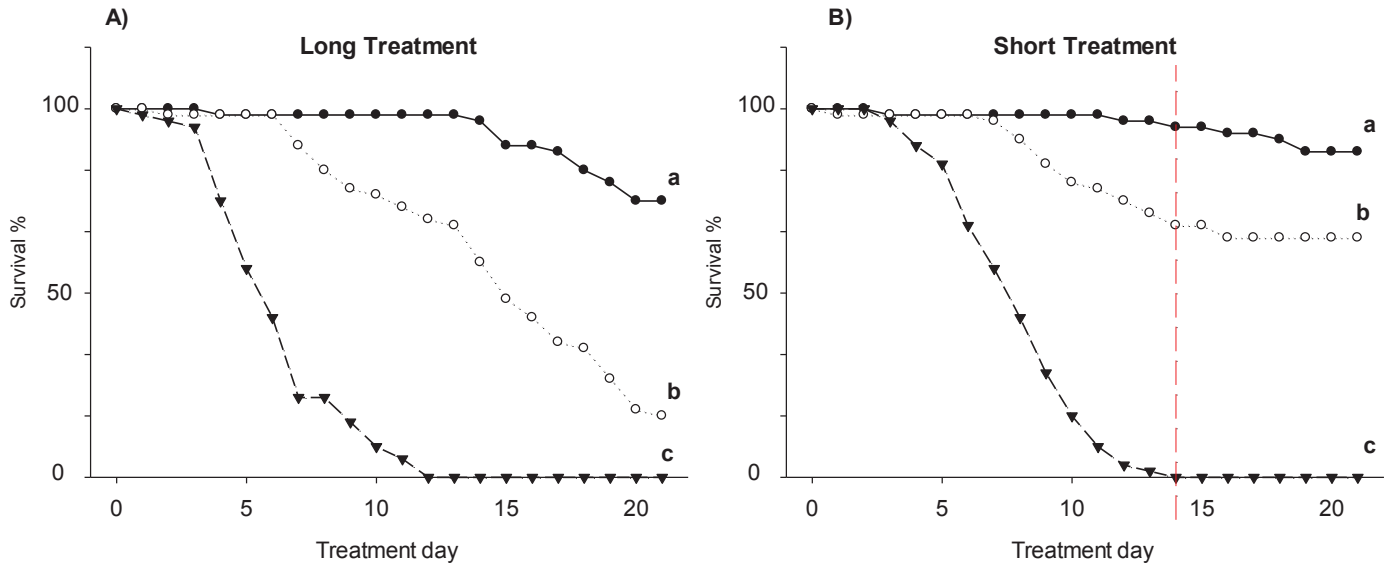 A)
Long Treatment
100
50
0
Survival %
a
b
c
0 5 10 15 20
Treatment day
B)
Short Treatment
100
50
0
Survival %
a
b
c
0 5 10 15 20
Treatment day